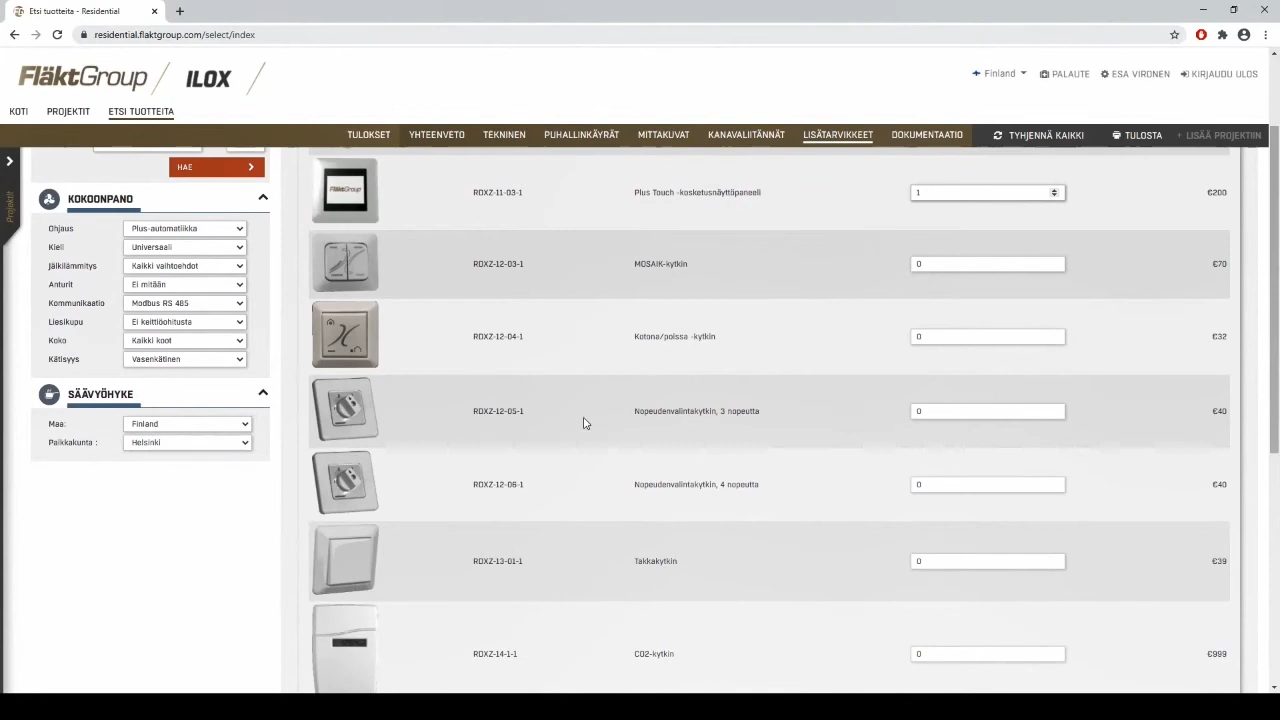 Etsi tuotteita - Residential
residential.flaktgroup.com/select/index
FläktGroup
ILOX
Finland
PALAUTE
ESA VIRONEN
KIRJAUDU ULOS
KOTI
PROJEKTIT
ETSI TUOTTEITA
TULOKSET
YHTEENVETO
TEKNINEN
PUHALLINKÄYRÄT
MITTAKUVAT
KANAVALIITÄNNÄT
LISÄTARVIKKEET
DOKUMENTAATIO
TYHJENNÄ KAIKKI
TULOSTA
+ LISÄÄ PROJEKTIIN
Projektit
HAE
KOKOONPANO
Ohjaus Plus-automatiikka
Kieli Universaali
Jälkilämmitys Kaikki vaihtoehdot
Anturit Ei mitään
Kommunikaatio Modbus RS 485
Liesikupu Ei keittiöohitusta
Koko Kaikki koot
Kätisyys Vasenkätinen
SÄÄVYÖHYKE
Maa: Finland
Paikkakunta : Helsinki
FläktGroup
RDXZ-11-03-1 Plus Touch -kosketusnäyttöpaneeli 1 €200
RDXZ-12-03-1 MOSAIK-kytkin 0 €70
RDXZ-12-04-1 Kotona/poissa -kytkin 0 €32
RDXZ-12-05-1 Nopeudenvalintakytkin, 3 nopeutta 0 €40
RDXZ-12-06-1 Nopeudenvalintakytkin, 4 nopeutta 0 €40
RDXZ-13-01-1 Takkakytkin 0 €39
RDXZ-14-1-1 CO2-kytkin 0 €999